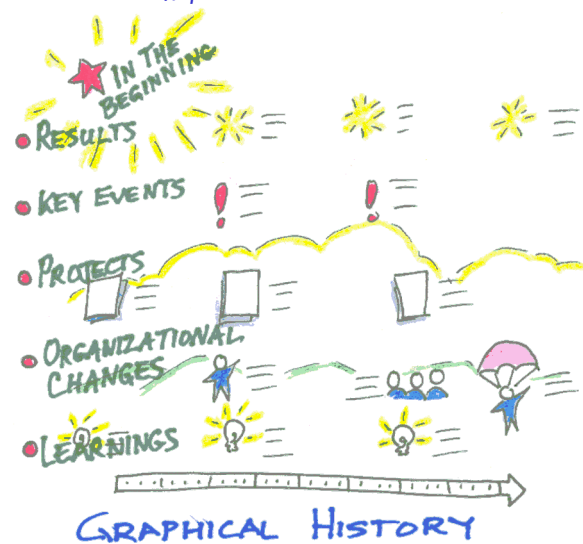 IN THE
BEGINNING
RESULTS
KEY EVENTS
PROJECTS
ORGANIZATIONAL
CHANGES
LEARNINGS
GRAPHICAL HISTORY